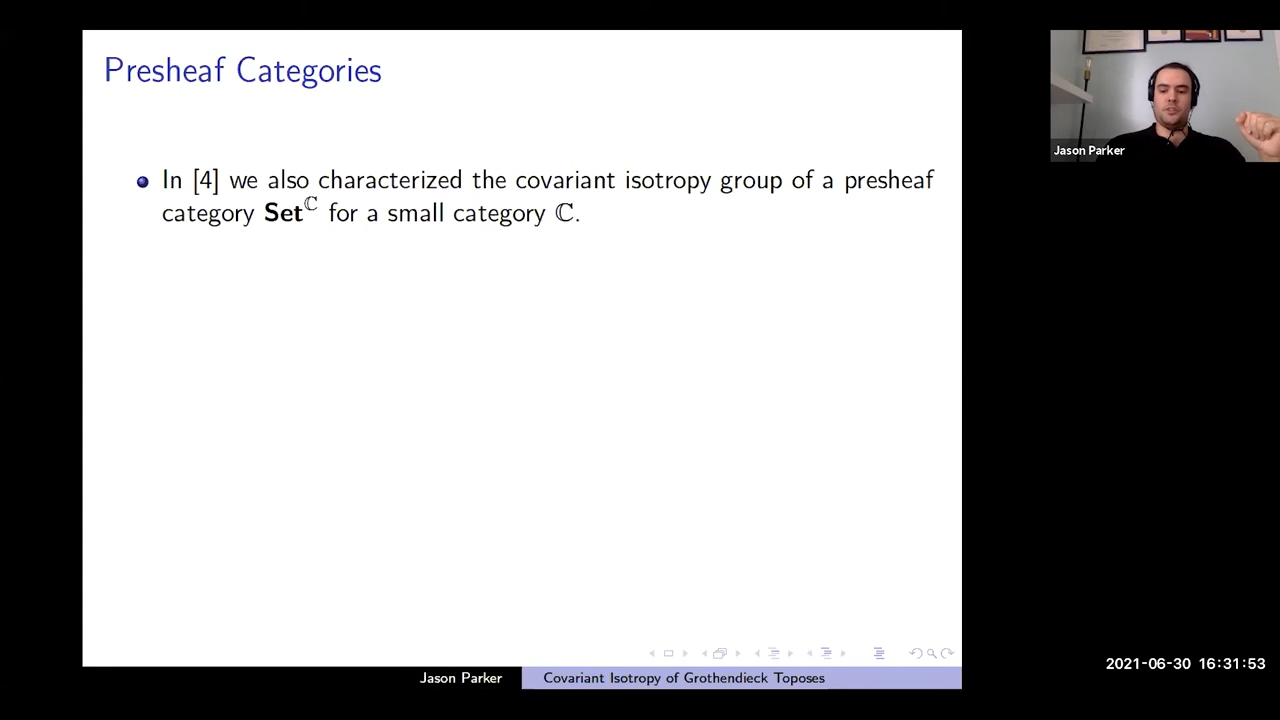 Presheaf Categories
In [4] we also characterized the covariant isotropy group of a presheaf
category Set^ℂ for a small category ℂ.
Jason Parker
Jason Parker
Covariant Isotropy of Grothendieck Toposes
2021-06-30 16:31:53